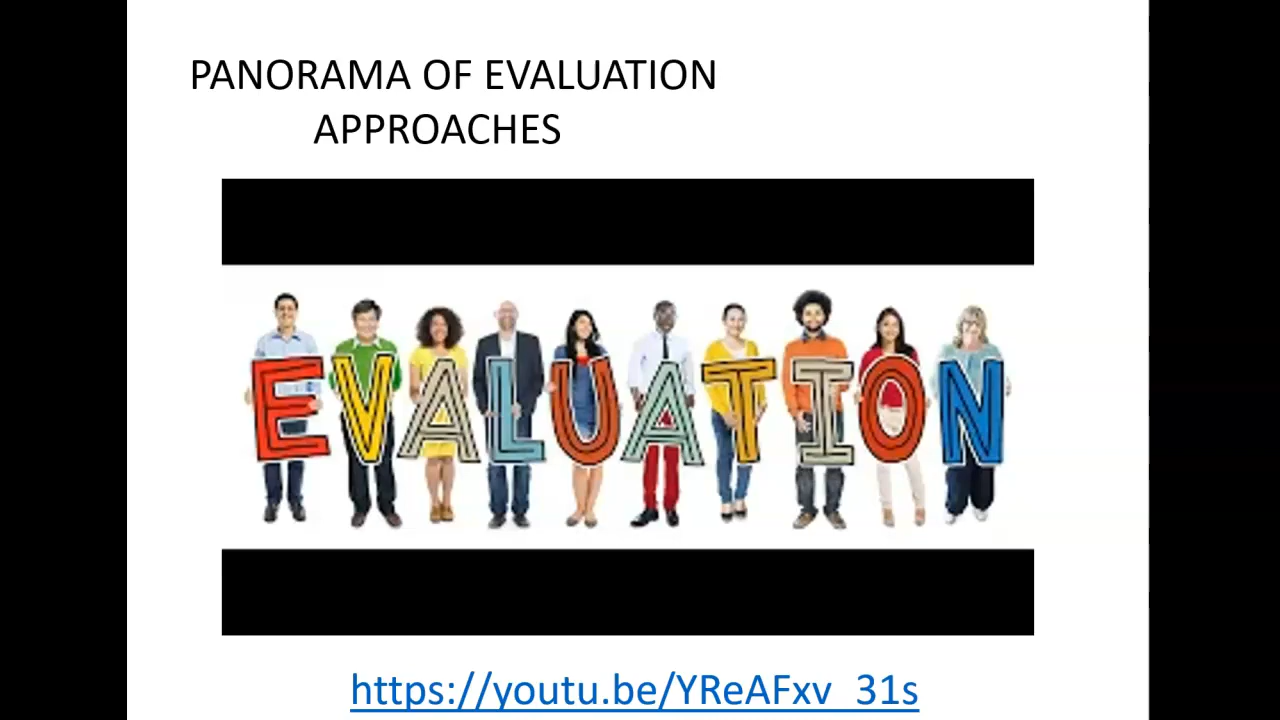 PANORAMA OF EVALUATION
APPROACHES
EVALUATION
https://youtu.be/YReAFxv_31s